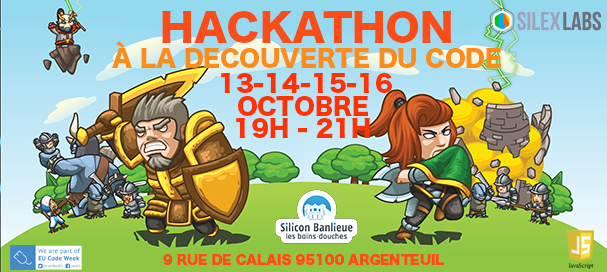 HACKATHON
SILEX LABS
À LA DECOUVERTE DU CODE
13-14-15-16
OCTOBRE
19H - 21H
Silicon Banlieue
les bains-douches
We are part of
EU Code Week
9 RUE DE CALAIS 95100 ARGENTEUIL
JS
JavaScript